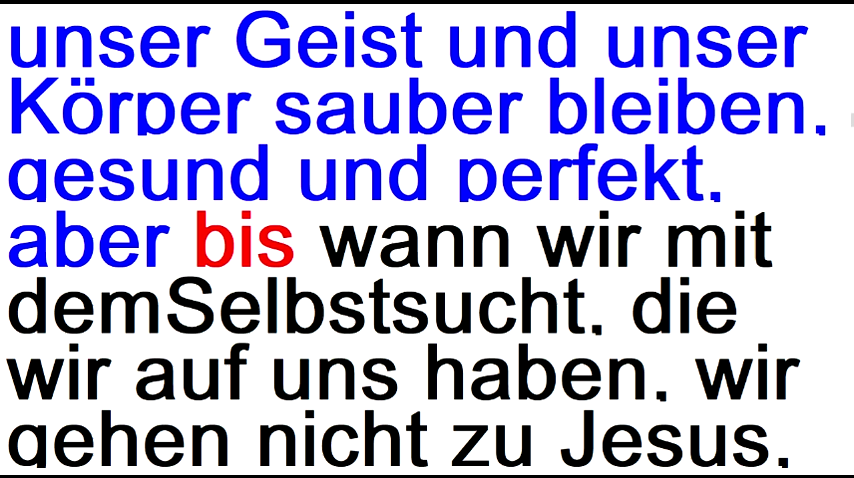 unser Geist und unser
Körper sauber bleiben,
gesund und perfekt,
aber bis wann wir mit
demSelbstsucht, die
wir auf uns haben, wir
gehen nicht zu Jesus,